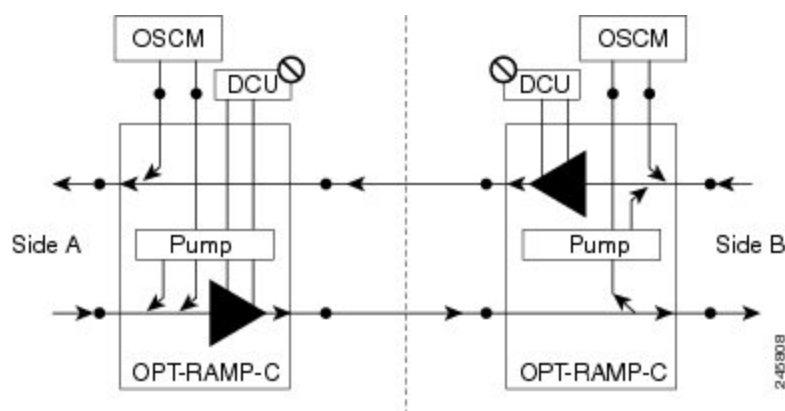 OSCM
OSCM
DCU
DCU
Side A
Pump
Pump
Side B
OPT-RAMP-C
OPT-RAMP-C
245808